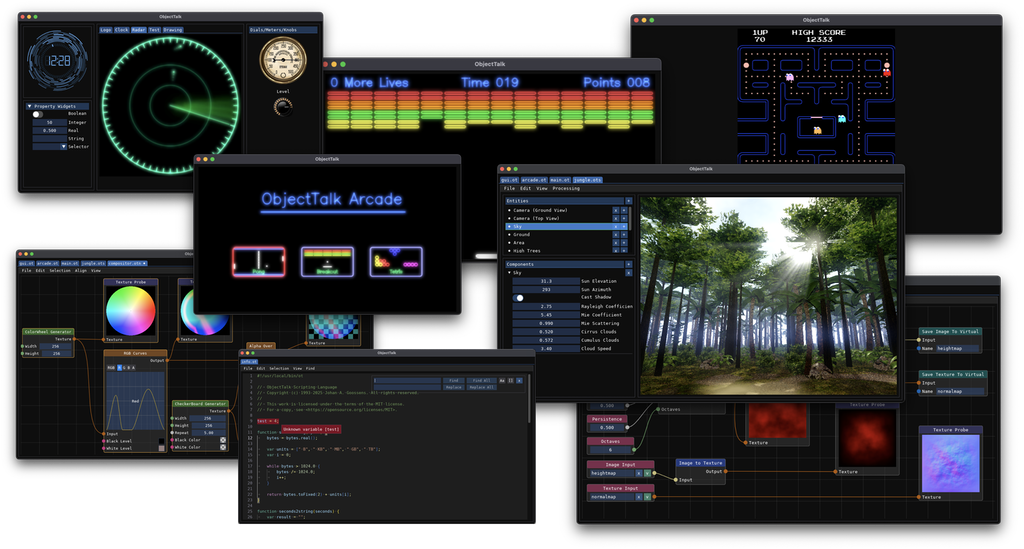 ObjectTalk
Logo Clock Radar Test Drawing
12:28
Property Widgets
Boolean
50 Integer
0.500 Real
String
Selector
Dials/Meters/Knobs
Level
ObjectTalk
0 More Lives Time 019 Points 008
ObjectTalk
1UP HIGH SCORE
70 12333
ObjectTalk
ObjectTalk Arcade
Pong
Breakout
ObjectTalk
gui.ot arcade.ot main.ot jungle.nts
File Edit View Processing
Entities
Camera (Ground View)
Camera (Top View)
Sky
Ground
Area
High Trees
Components
Sky
31.3 Sun Elevation
203 Sun Azimuth
Cast Shadow
2.75 Rayleigh Coefficien
5.45 Mie Coefficient
0.990 Mie Scattering
0.520 Cirrus Clouds
0.572 Cumulus Clouds
3.40 Cloud Speed
gui.ot arcade.ot main.ot jungle.nts compositor.ots
File Edit Selection Align View
Texture Probe
Texture
ColorWheel Generator
Texture
Width 256
Height 256
RGB Curves
Output
RGB R G B A
Red
Input
Black Level
White Level
CheckerBoard Generator
Texture
Width 256
Height 256
Repeat 5.00
Black Color
White Color
Alpha Over
Texture
ObjectTalk
info.ot
File Edit Selection View Find
Find Find All Aa
Replace Replace All
1 #!/usr/local/bin/ot
// ObjectTalk Scripting Language
// Copyright (c) 1993-2025 Johan A. Goossens. All rights reserved.
// This work is licensed under the terms of the MIT license.
// For a copy, see <https://opensource.org/licenses/MIT>.
test = 4;
Unknown variable [test]
bytes = bytes.real();
var units = [" B", " KB", " MB", " GB", " TB"];
var i = 0;
while bytes > 1024.0 {
bytes /= 1024.0;
i++;
}
return bytes.toFixed(2) + units[i];
}
function seconds2string(seconds) {
var result = "";
Save Image To Virtual
Input
Name heightmap
Save Texture To Virtual
Input
Name normalmap
Octaves
0.500
Persistence
0.500
Octaves
Image Input
heightmap
Texture Input
normalmap
Image to Texture
Output
Input
Texture
Texture Probe
Texture
Texture Probe
Texture